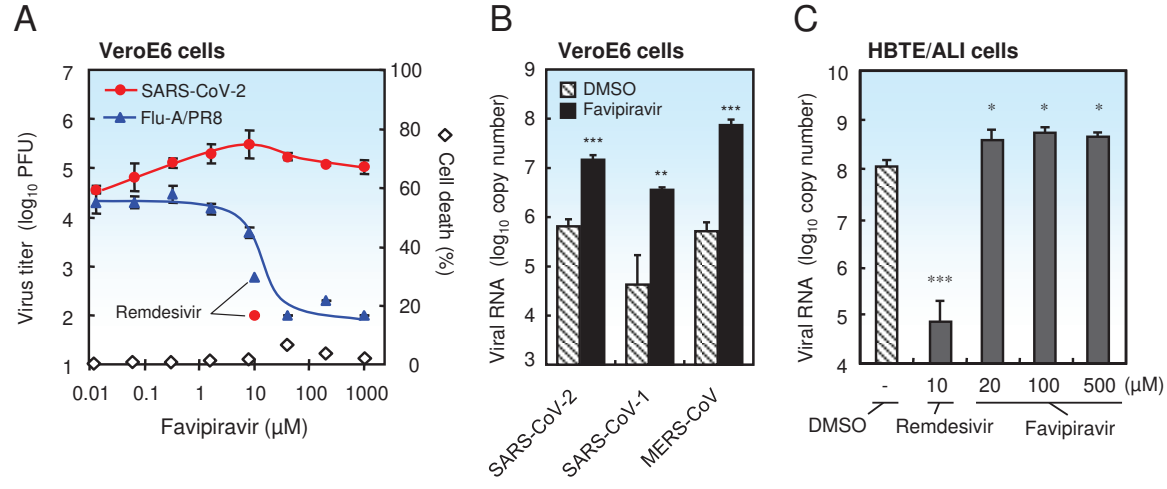 A
VeroE6 cells
7
6
5
4
3
2
1
Virus titer (log10 PFU)
SARS-CoV-2
Flu-A/PR8
Remdesivir
100
80
60
40
20
0
Cell death (%)
0.01 0.1 1 10 100 1000
Favipiravir (μM)
B
VeroE6 cells
9
8
7
6
5
4
3
Viral RNA (log10 copy number)
DMSO
Favipiravir
***
**
***
SARS-CoV-2
SARS-CoV-1
MERS-CoV
C
HBTE/ALI cells
10
9
8
7
6
5
4
Viral RNA (log10 copy number)
***
* * *
- 10 20 100 500 (μM)
DMSO Remdesivir Favipiravir